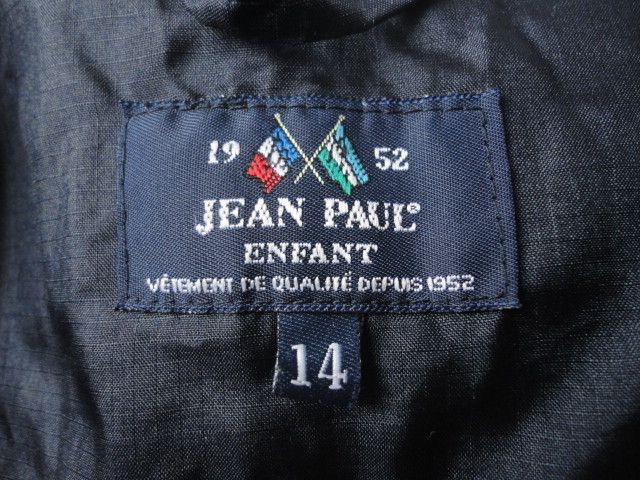 19 52
JEAN PAUL®
ENFANT
VÊTEMENT DE QUALITÉ DEPUIS 1952
14